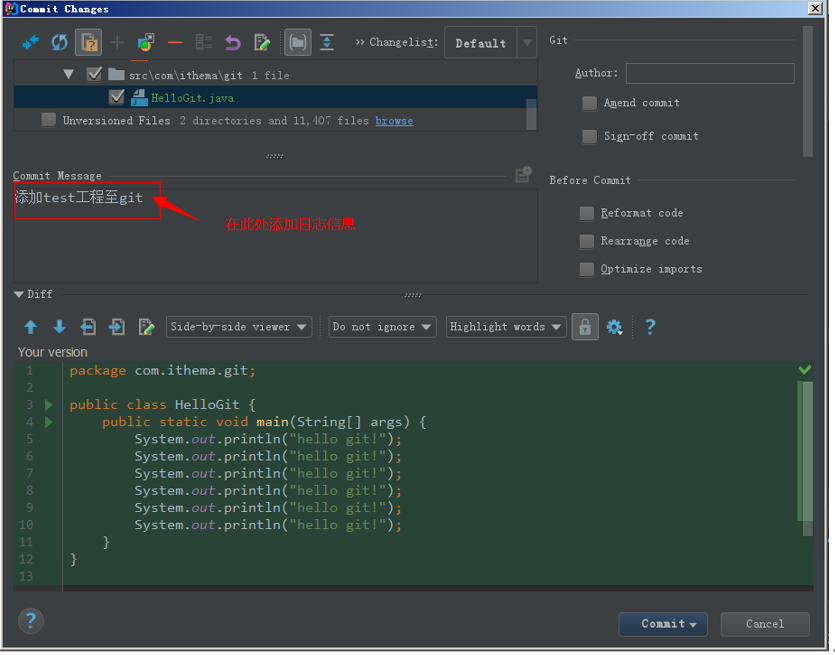 Commit Changes
>> Changelist: Default
Git
src\com\ithema\git 1 file
HelloGit.java
Unversioned Files 2 directories and 11,407 files browse
Author:
Amend commit
Sign-off commit
Commit Message
添加test工程至git
在此处添加日志信息
Before Commit
Reformat code
Rearrange code
Optimize imports
Diff
Side-by-side viewer
Do not ignore
Highlight words
?
Your version
1 package com.ithema.git;
2
3 public class HelloGit {
4 public static void main(String[] args) {
5 System.out.println("hello git!");
6 System.out.println("hello git!");
7 System.out.println("hello git!");
8 System.out.println("hello git!");
9 System.out.println("hello git!");
10 System.out.println("hello git!");
11 }
12 }
13
?
Commit
Cancel